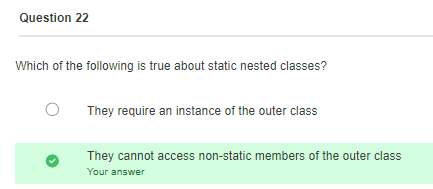 Question 22
Which of the following is true about static nested classes?
They require an instance of the outer class
They cannot access non-static members of the outer class
Your answer